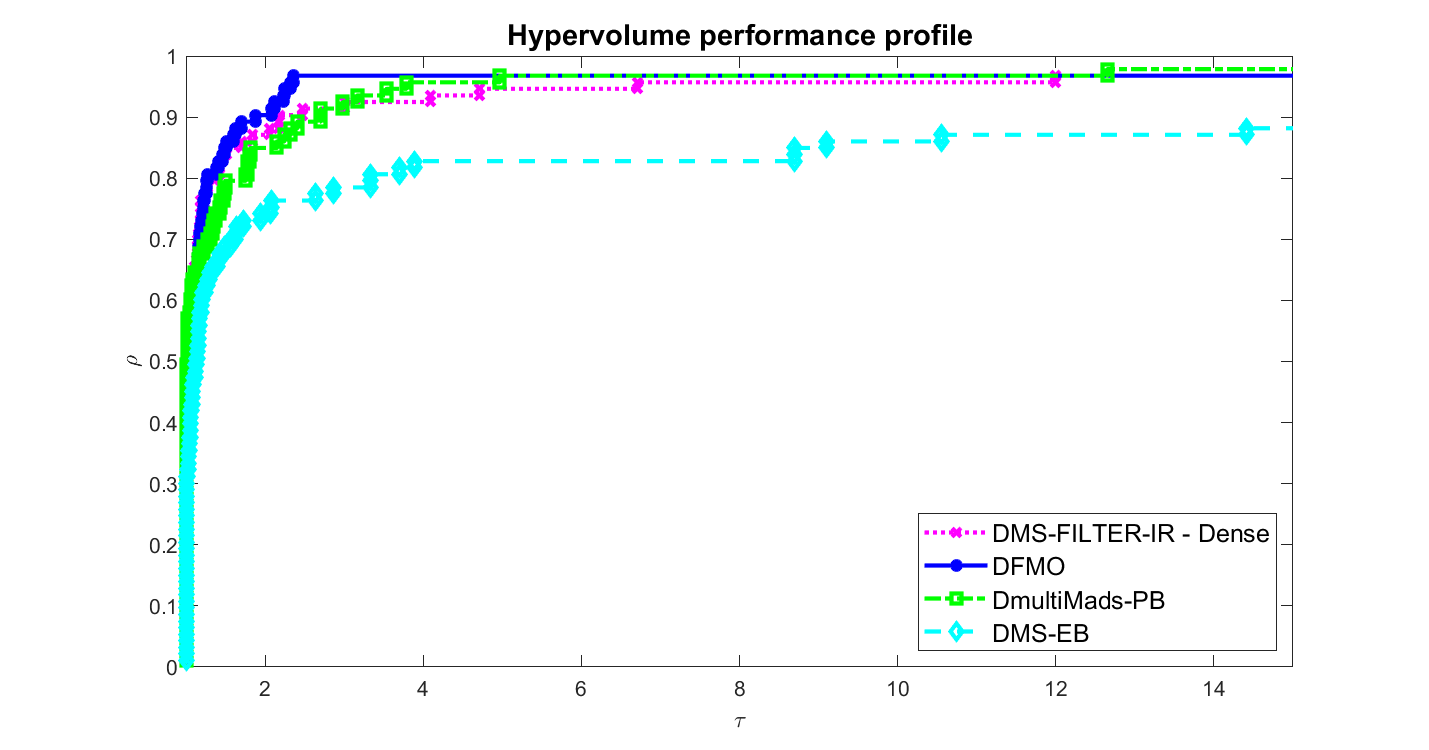 Hypervolume performance profile
1
0.9
0.8
0.7
0.6
0.5
0.4
0.3
0.2
0.1
0
ρ
2 4 6 8 10 12 14
τ
DMS-FILTER-IR - Dense
DFMO
DmultiMads-PB
DMS-EB